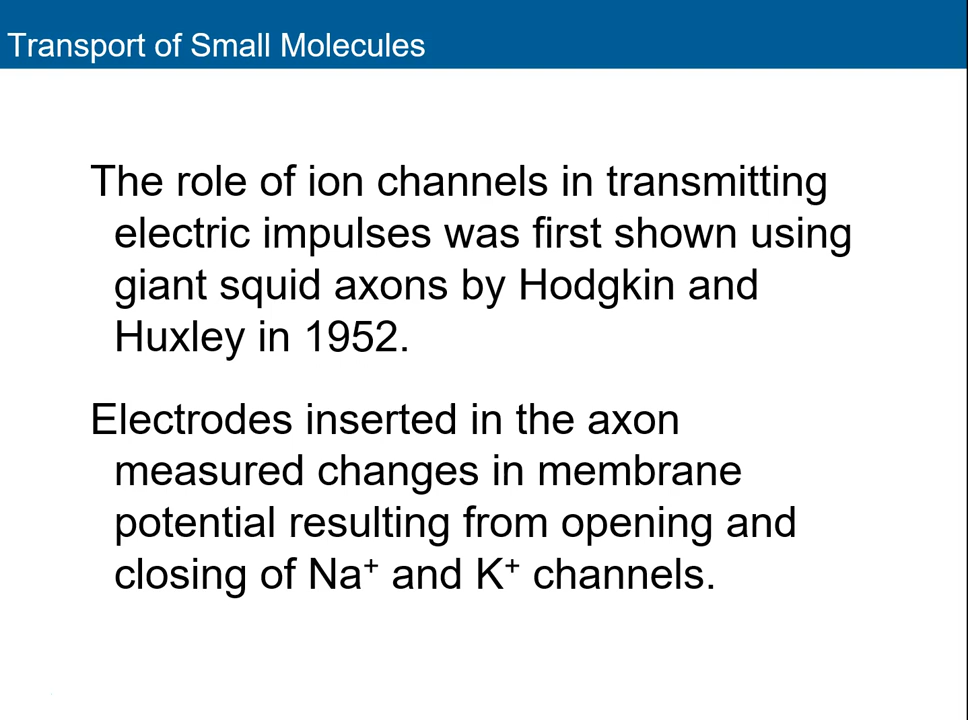 Transport of Small Molecules
The role of ion channels in transmitting
electric impulses was first shown using
giant squid axons by Hodgkin and
Huxley in 1952.
Electrodes inserted in the axon
measured changes in membrane
potential resulting from opening and
closing of Na⁺ and K⁺ channels.